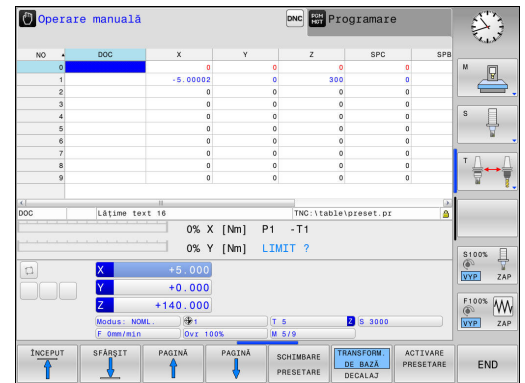 Operare manuală DNC PGM MGT Programare
NO DOC X Y Z SPC SPB
0 0 0 0 0
1 -5.00002 0 300 0
2 0 0 0 0
3 0 0 0 0
4 0 0 0 0
5 0 0 0 0
6 0 0 0 0
7 0 0 0 0
8 0 0 0 0
9 0 0 0 0
DOC Lăţime text 16 TNC:\table\preset.pr
0% X [Nm] P1 -T1
0% Y [Nm] LIMIT ?
X +5.000
Y +0.000
Z +140.000
Modus: NOML. 1 T 5 Z S 3000
F 0mm/min Ovr 100% M 5/9
M
S
T
S100%
VYP ZAP
F100%
VYP ZAP
ÎNCEPUT SFÂRŞIT PAGINĂ PAGINĂ SCHIMBARE PRESETARE TRANSFORM. DE BAZĂ DECALAJ ACTIVARE PRESETARE END